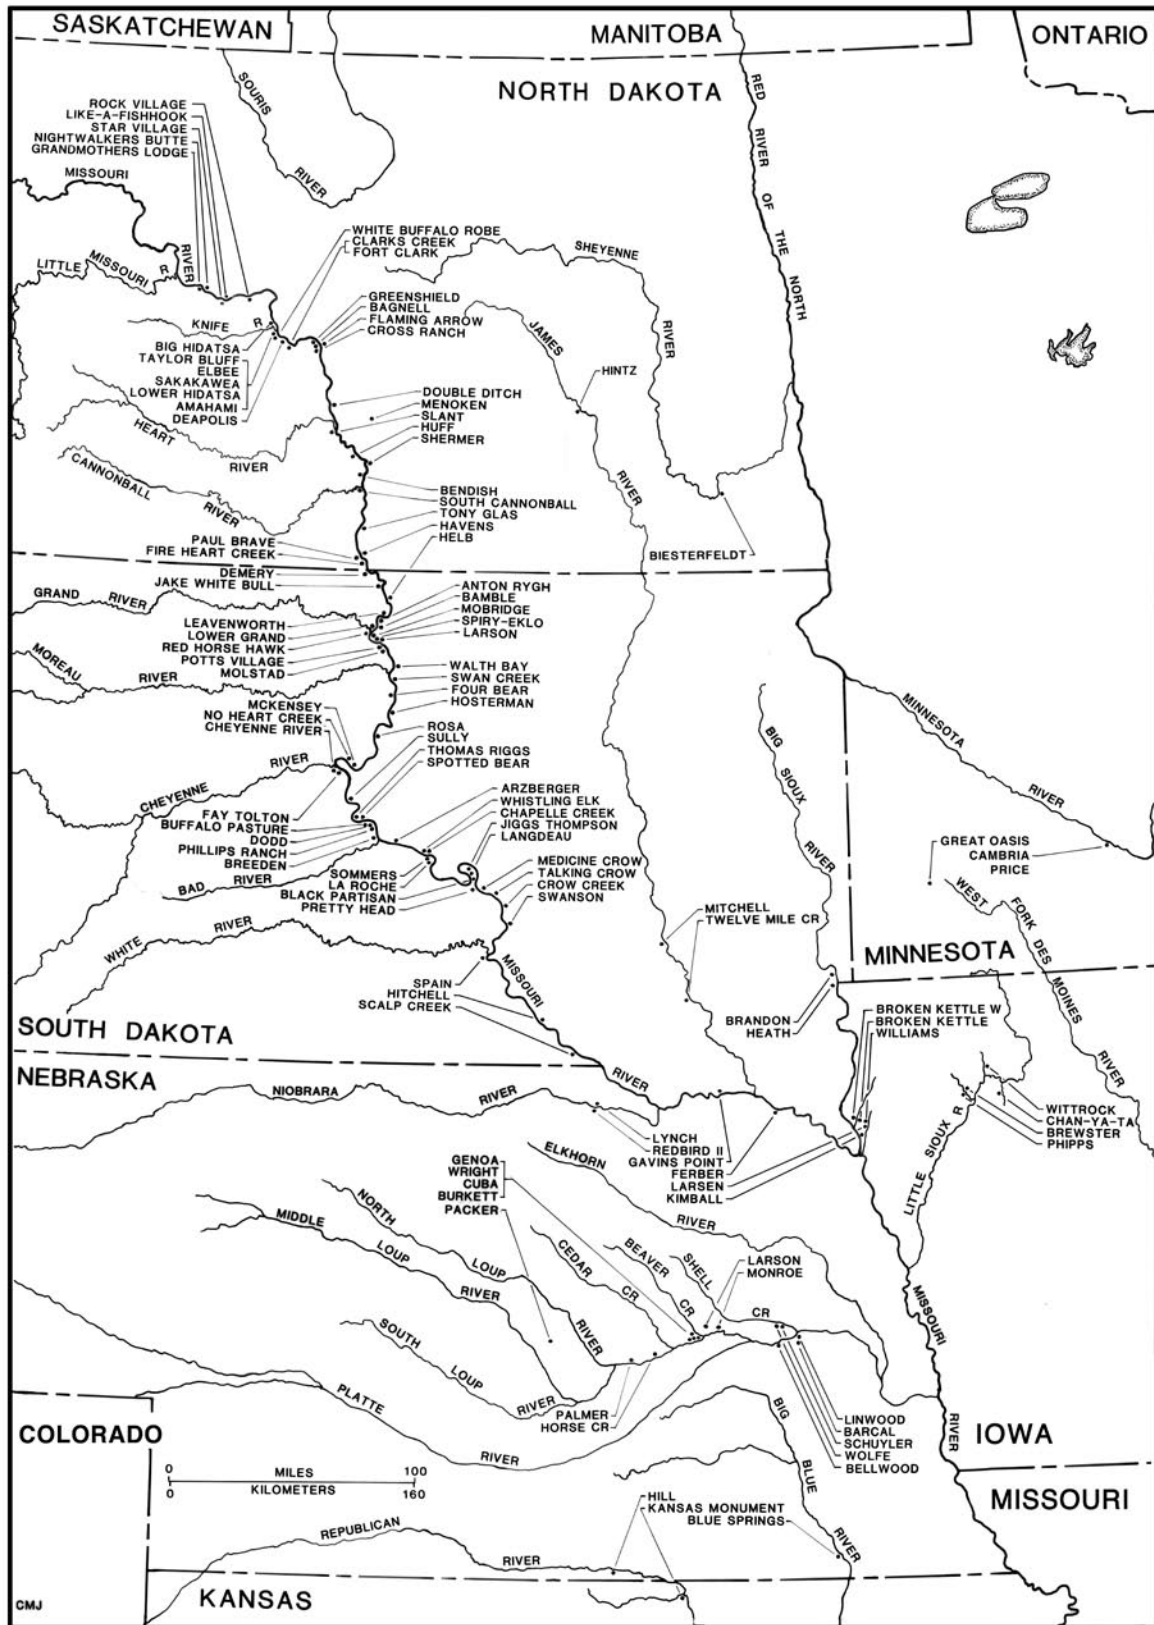 SASKATCHEWAN
MANITOBA
ONTARIO
NORTH DAKOTA
SOURIS
RIVER
RED RIVER OF THE NORTH
ROCK VILLAGE
LIKE-A-FISHHOOK
STAR VILLAGE
NIGHTWALKERS BUTTE
GRANDMOTHERS LODGE
MISSOURI
RIVER
LITTLE MISSOURI R
WHITE BUFFALO ROBE
CLARKS CREEK
FORT CLARK
SHEYENNE
RIVER
KNIFE R
GREENSHIELD
BAGNELL
FLAMING ARROW
CROSS RANCH
JAMES
RIVER
BIG HIDATSA
TAYLOR BLUFF
ELBEE
SAKAKAWEA
LOWER HIDATSA
AMAHAMI
DEAPOLIS
HINTZ
DOUBLE DITCH
MENOKEN
SLANT
HUFF
SHERMER
HEART
RIVER
CANNONBALL
RIVER
BENDISH
SOUTH CANNONBALL
TONY GLAS
HAVENS
HELB
PAUL BRAVE
FIRE HEART CREEK
BIESTERFELDT
DEMERY
JAKE WHITE BULL
GRAND RIVER
ANTON RYGH
BAMBLE
MOBRIDGE
SPIRY-EKLO
LARSON
LEAVENWORTH
LOWER GRAND
RED HORSE HAWK
POTTS VILLAGE
MOLSTAD
MOREAU
RIVER
WALTH BAY
SWAN CREEK
FOUR BEAR
HOSTERMAN
MCKENSEY
NO HEART CREEK
CHEYENNE RIVER
ROSA
SULLY
THOMAS RIGGS
SPOTTED BEAR
MINNESOTA
RIVER
BIG SIOUX
RIVER
CHEYENNE
RIVER
FAY TOLTON
BUFFALO PASTURE
DODD
PHILLIPS RANCH
BREEDEN
ARZBERGER
WHISTLING ELK
CHAPELLE CREEK
JIGGS THOMPSON
LANGDEAU
BAD RIVER
SOMMERS
LA ROCHE
BLACK PARTISAN
PRETTY HEAD
MEDICINE CROW
TALKING CROW
CROW CREEK
SWANSON
GREAT OASIS
CAMBRIA
PRICE
WEST FORK DES MOINES
RIVER
WHITE RIVER
MITCHELL
TWELVE MILE CR
MISSOURI
RIVER
SPAIN
HITCHELL
SCALP CREEK
MINNESOTA
SOUTH DAKOTA
BRANDON
HEATH
BROKEN KETTLE W
BROKEN KETTLE
WILLIAMS
NEBRASKA
NIOBRARA
RIVER
LYNCH
REDBIRD II
GAVINS POINT
FERBER
LARSEN
KIMBALL
LITTLE SIOUX R
WITTROCK
CHAN-YA-TA
BREWSTER
PHIPPS
ELKHORN
RIVER
GENOA
WRIGHT
CUBA
BURKETT
PACKER
NORTH
LOUP
RIVER
MIDDLE
LOUP
RIVER
CEDAR
CR
BEAVER
CR
SHELL
CR
LARSON
MONROE
SOUTH
LOUP
RIVER
MISSOURI
RIVER
PLATTE
RIVER
PALMER
HORSE CR
LINWOOD
BARCAL
SCHUYLER
WOLFE
BELLWOOD
IOWA
COLORADO
0 MILES 100
0 KILOMETERS 160
BIG
BLUE
RIVER
MISSOURI
HILL
KANSAS MONUMENT
BLUE SPRINGS
REPUBLICAN
RIVER
KANSAS
CMJ